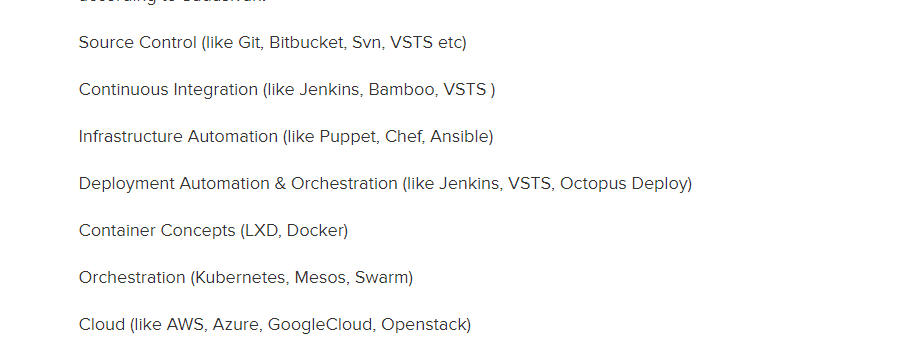 Source Control (like Git, Bitbucket, Svn, VSTS etc)
Continuous Integration (like Jenkins, Bamboo, VSTS )
Infrastructure Automation (like Puppet, Chef, Ansible)
Deployment Automation & Orchestration (like Jenkins, VSTS, Octopus Deploy)
Container Concepts (LXD, Docker)
Orchestration (Kubernetes, Mesos, Swarm)
Cloud (like AWS, Azure, GoogleCloud, Openstack)